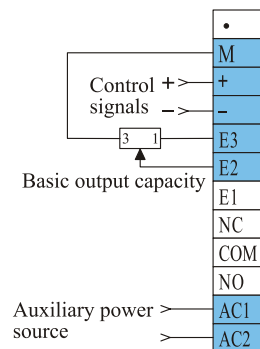 •
M
Control + +
signals − −
3 1 E3
E2
Basic output capacity
E1
NC
COM
NO
Auxiliary power AC1
source AC2